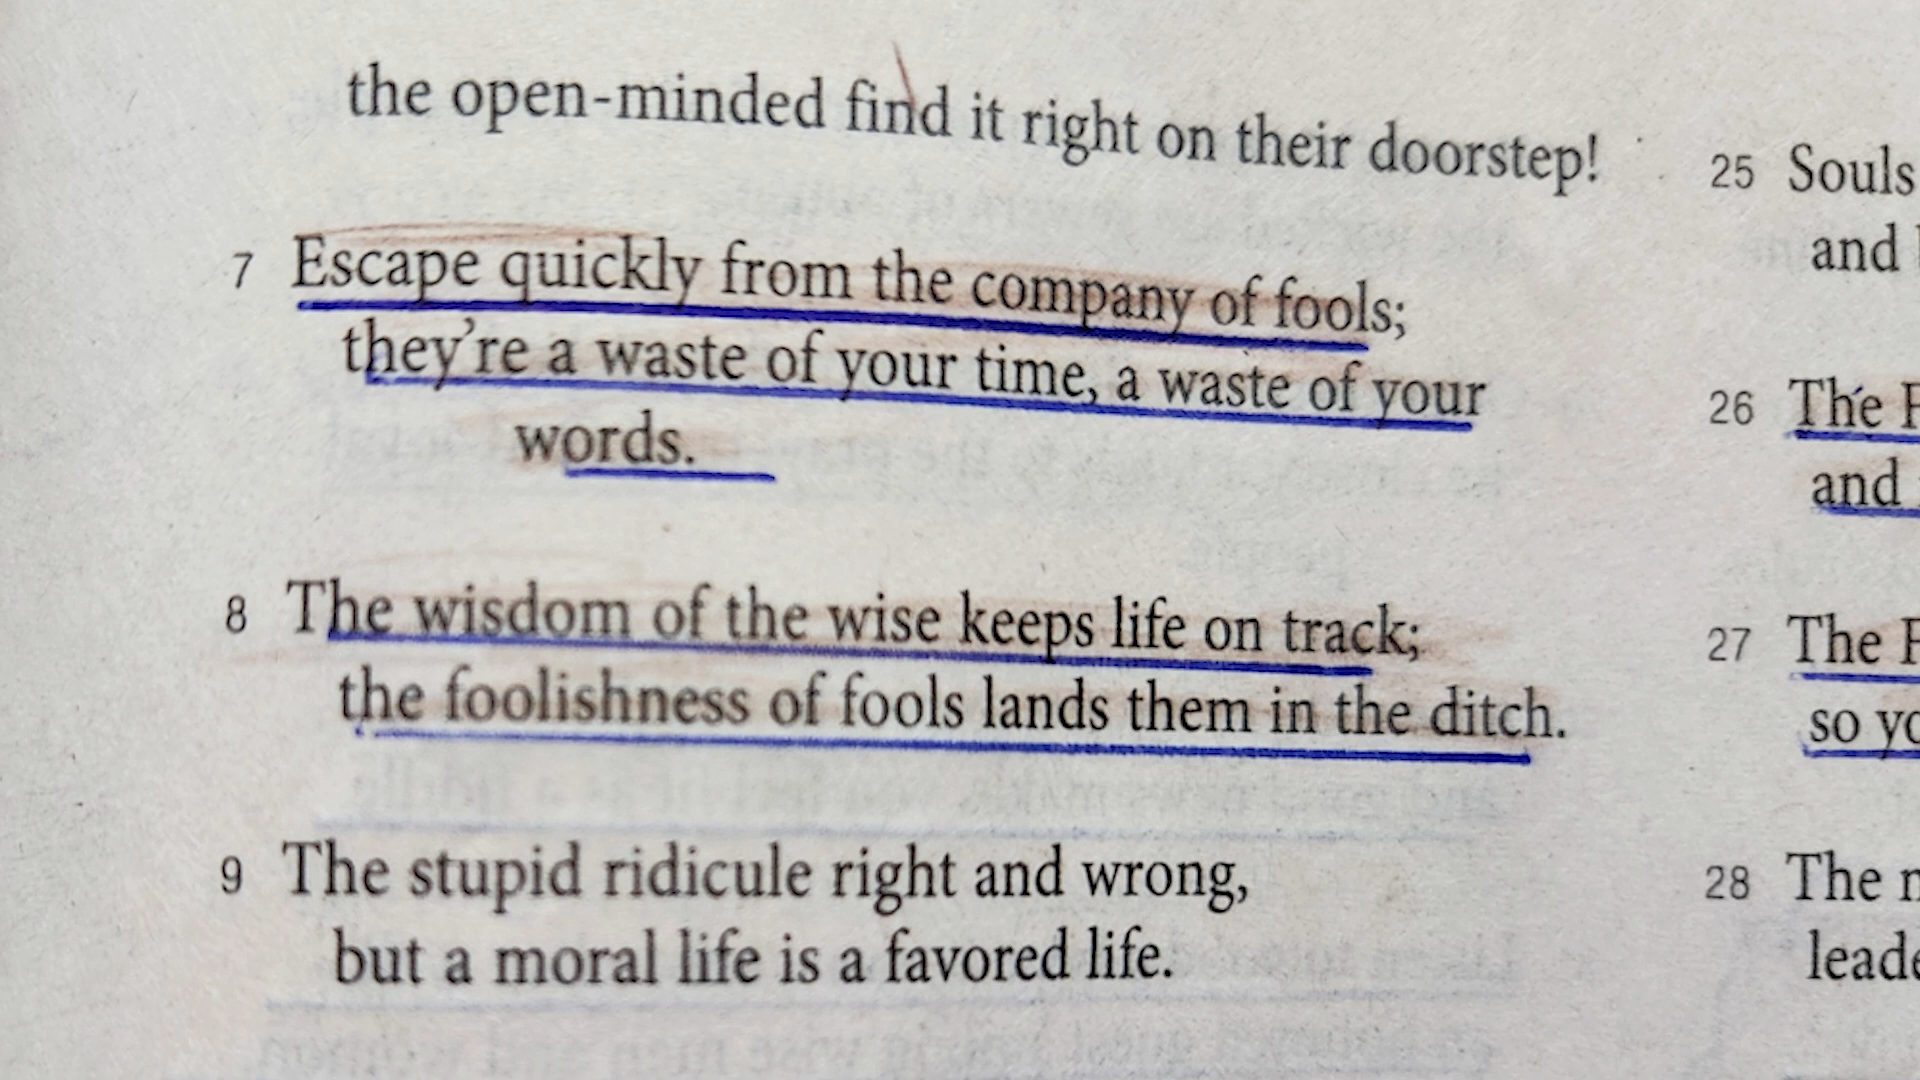 the open-minded find it right on their doorstep!
7 Escape quickly from the company of fools;
they're a waste of your time, a waste of your
words.
8 The wisdom of the wise keeps life on track;
the foolishness of fools lands them in the ditch.
9 The stupid ridicule right and wrong,
but a moral life is a favored life.
25 Souls
and
26 The
and
27 The
so
28 The